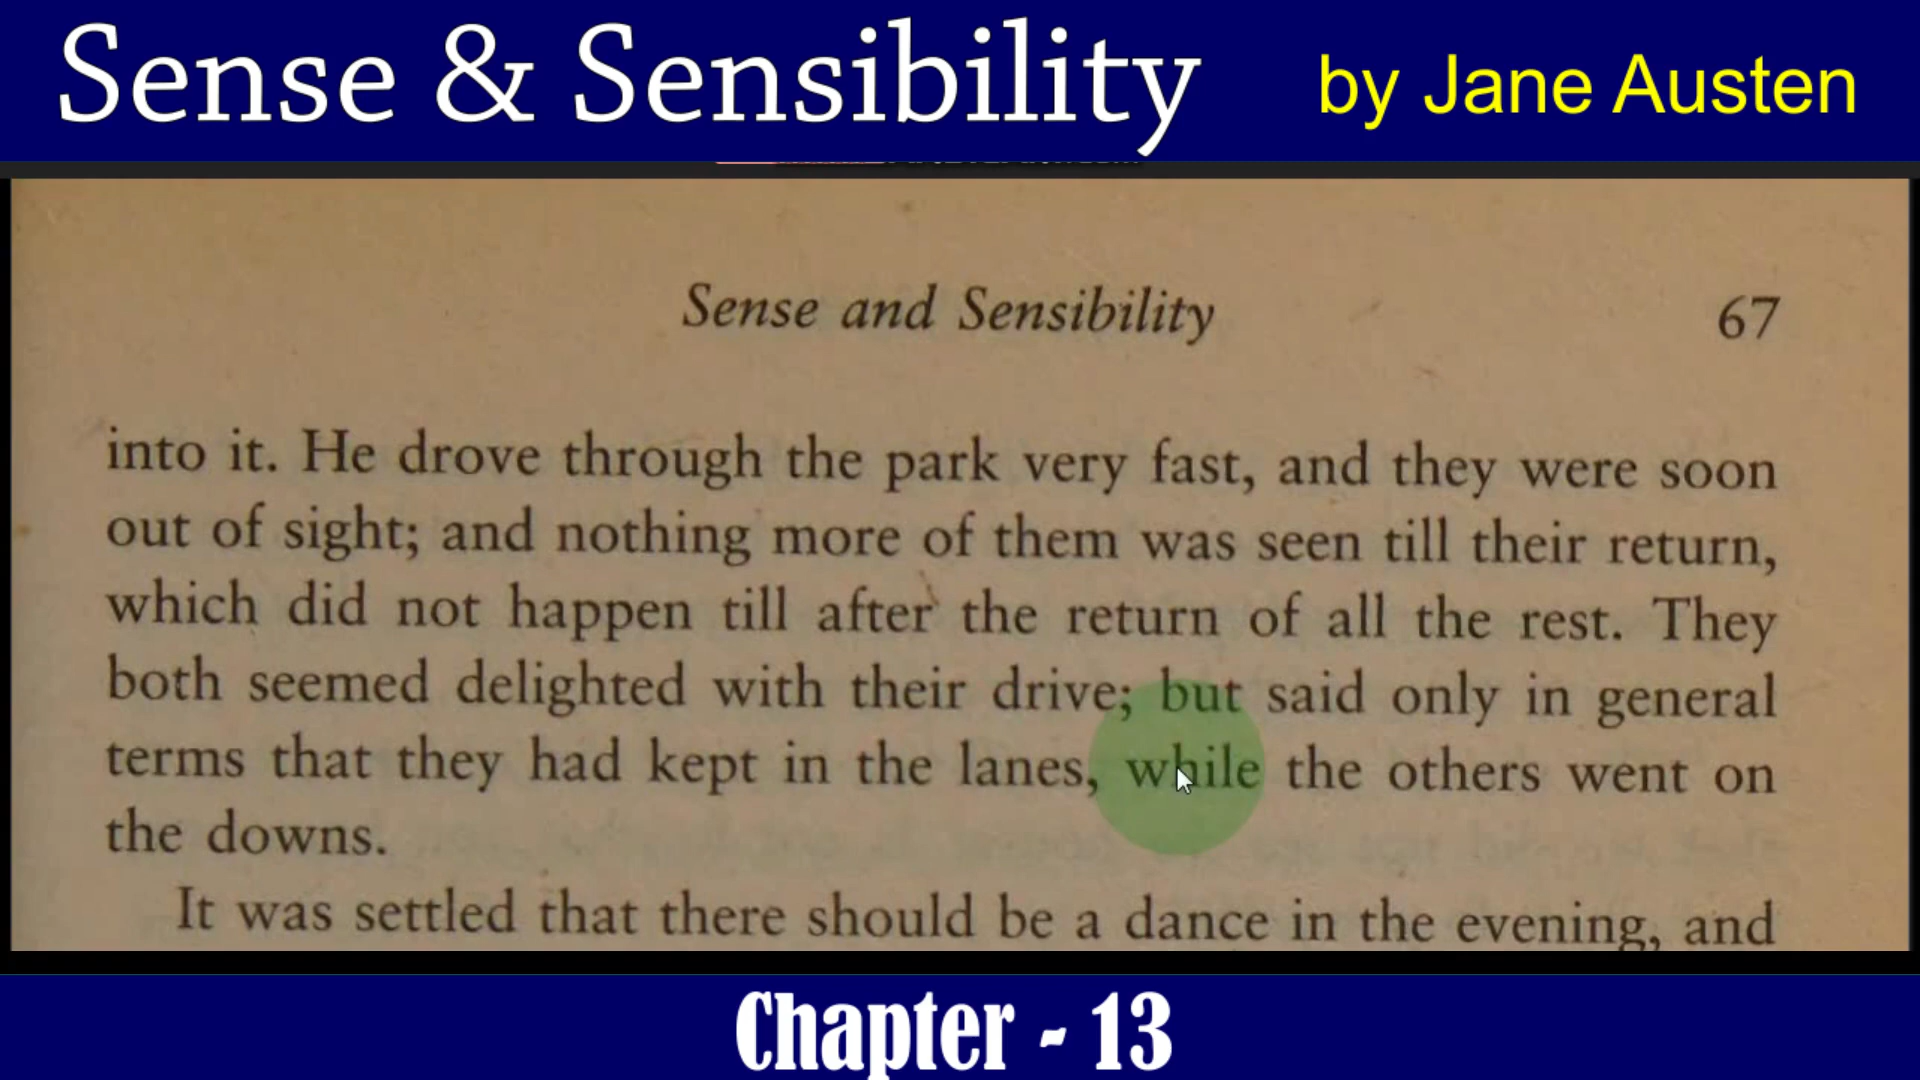 Sense & Sensibility by Jane Austen
Sense and Sensibility 67
into it. He drove through the park very fast, and they were soon
out of sight; and nothing more of them was seen till their return,
which did not happen till after the return of all the rest. They
both seemed delighted with their drive; but said only in general
terms that they had kept in the lanes, while the others went on
the downs.
It was settled that there should be a dance in the evening, and
Chapter - 13